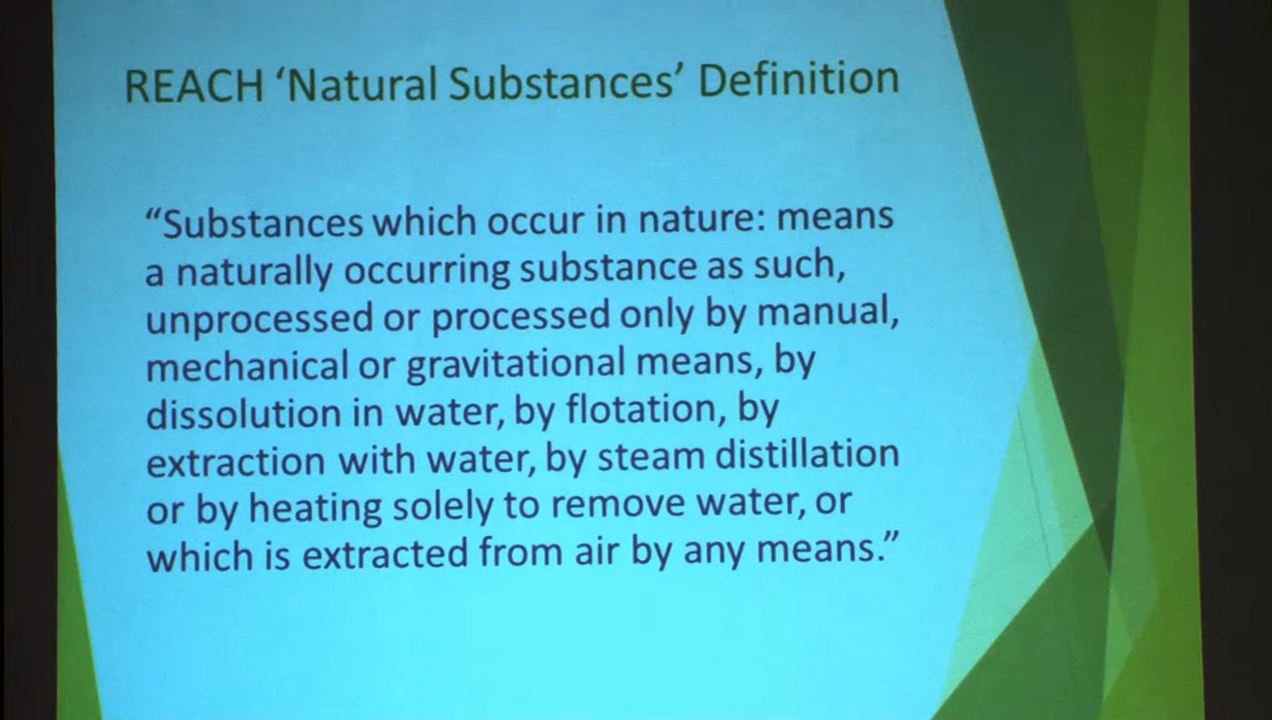 REACH ‘Natural Substances’ Definition
“Substances which occur in nature: means
a naturally occurring substance as such,
unprocessed or processed only by manual,
mechanical or gravitational means, by
dissolution in water, by flotation, by
extraction with water, by steam distillation
or by heating solely to remove water, or
which is extracted from air by any means.”